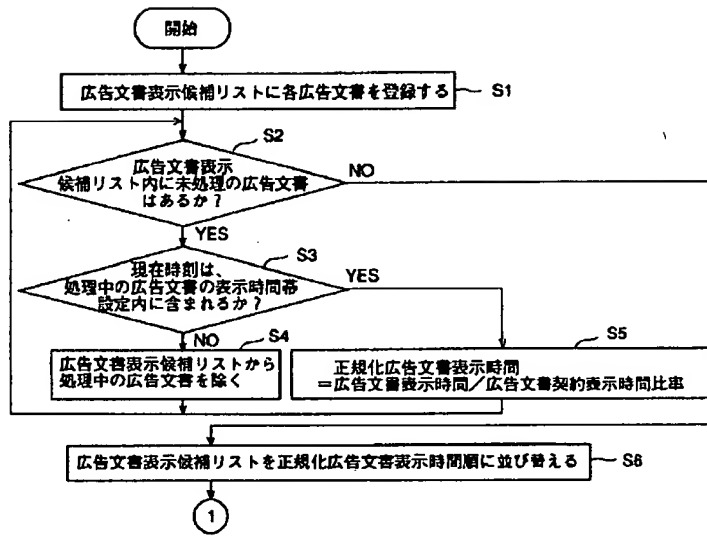 開始
広告文書表示候補リストに各広告文書を登録する
S1
S2
広告文書表示
候補リスト内に未処理の広告文書
はあるか？
NO
YES
S3
現在時刻は、
処理中の広告文書の表示時間帯
設定内に含まれるか？
YES
NO
S4
広告文書表示候補リストから
処理中の広告文書を除く
S5
正規化広告文書表示時間
＝広告文書表示時間／広告文書契約表示時間比率
広告文書表示候補リストを正規化広告文書表示時間順に並び替える
S6
1